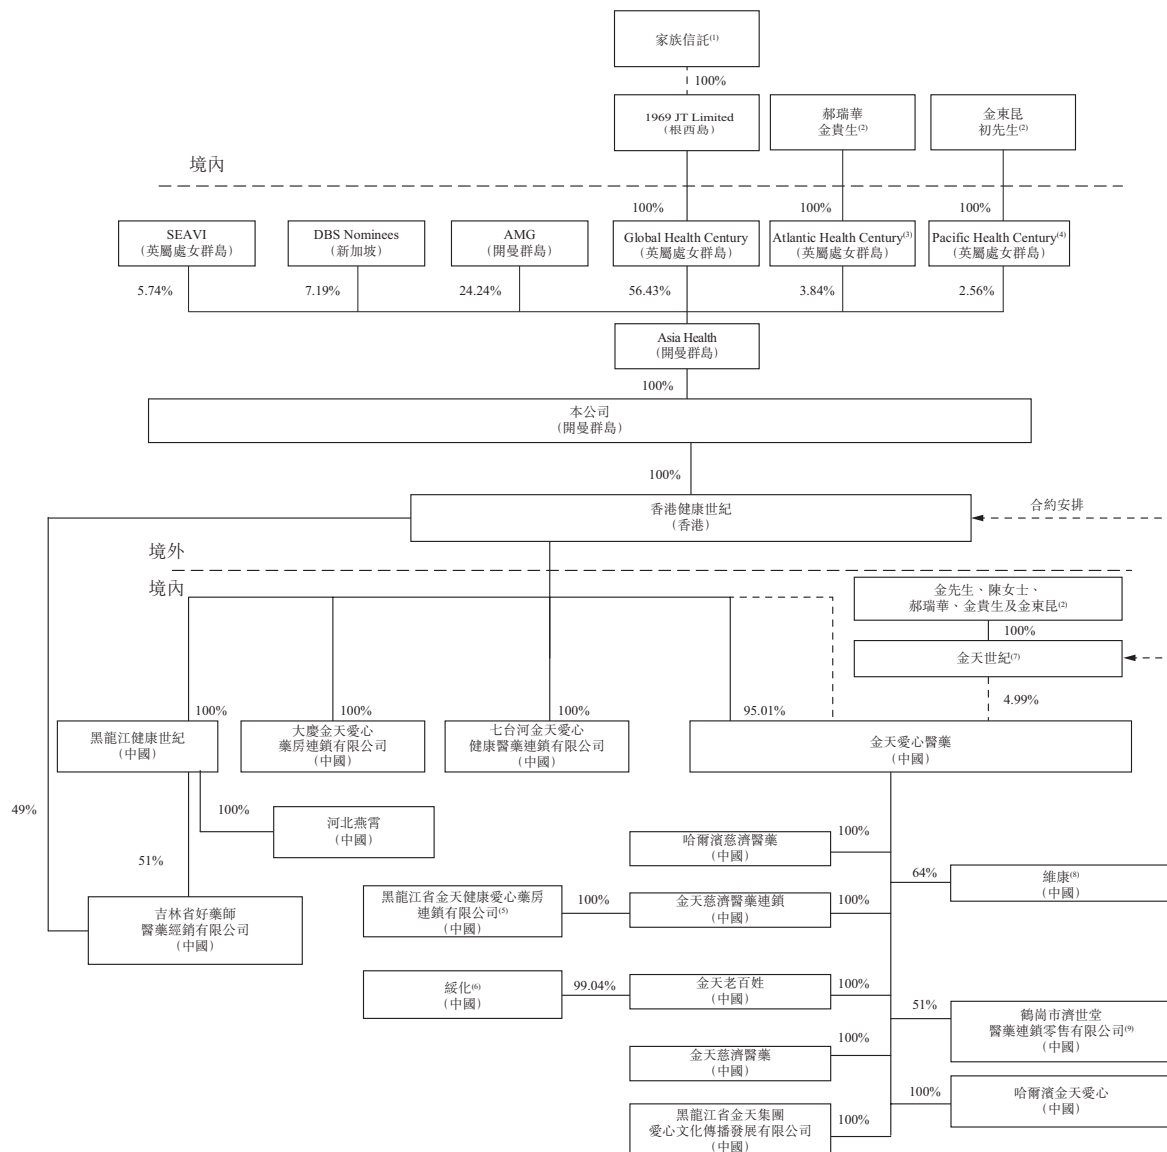 家族信託(1)
100%
1969 JT Limited
（根西島）
郝瑞華
金貴生(2)
金東昆
初先生(2)
境內
100%
100%
100%
SEAVI
（英屬處女群島）
DBS Nominees
（新加坡）
AMG
（開曼群島）
Global Health Century
（英屬處女群島）
Atlantic Health Century(3)
（英屬處女群島）
Pacific Health Century(4)
（英屬處女群島）
5.74%
7.19%
24.24%
56.43%
3.84%
2.56%
Asia Health
（開曼群島）
100%
本公司
（開曼群島）
100%
香港健康世紀
（香港）
合約安排
境外
境內
金先生、陳女士、
郝瑞華、金貴生及金東昆(2)
100%
金天世紀(7)
4.99%
100%
100%
100%
95.01%
黑龍江健康世紀
（中國）
大慶金天愛心
藥房連鎖有限公司
（中國）
七台河金天愛心
健康醫藥連鎖有限公司
（中國）
金天愛心醫藥
（中國）
49%
100%
河北燕霄
（中國）
51%
吉林省好藥師
醫藥經銷有限公司
（中國）
哈爾濱慈濟醫藥
（中國）
100%
64%
維康(8)
（中國）
黑龍江省金天健康愛心藥房
連鎖有限公司(5)
（中國）
100%
金天慈濟醫藥連鎖
（中國）
100%
綏化(6)
（中國）
99.04%
金天老百姓
（中國）
100%
51%
鶴崗市濟世堂
醫藥連鎖零售有限公司(9)
（中國）
金天慈濟醫藥
（中國）
100%
100%
哈爾濱金天愛心
（中國）
黑龍江省金天集團
愛心文化傳播發展有限公司
（中國）
100%